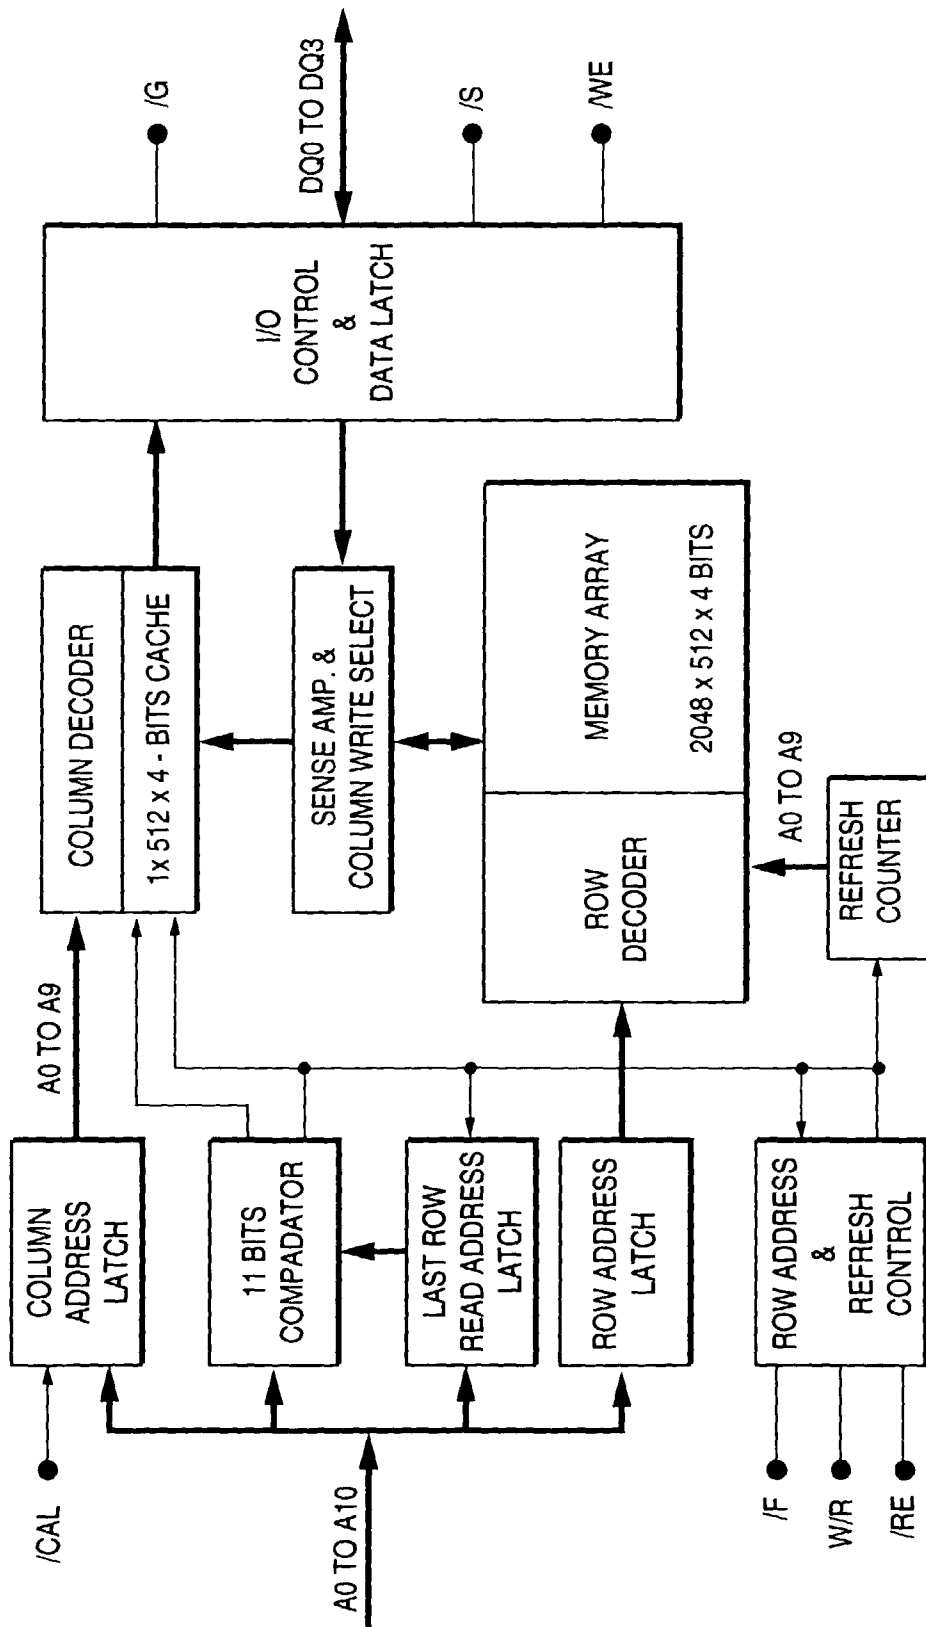 /CAL
COLUMN
ADDRESS
LATCH
A0 TO A9
COLUMN DECODER
1 x 512 x 4 - BITS CACHE
/G
I/O
CONTROL
&
DATA LATCH
DQ0 TO DQ3
/S
/WE
11 BITS
COMPADATOR
SENSE AMP. &
COLUMN WRITE SELECT
A0 TO A10
LAST ROW
READ ADDRESS
LATCH
ROW ADDRESS
LATCH
ROW
DECODER
MEMORY ARRAY
2048 x 512 x 4 BITS
A0 TO A9
/F
W/R
/RE
ROW ADDRESS
&
REFRESH
CONTROL
REFRESH
COUNTER